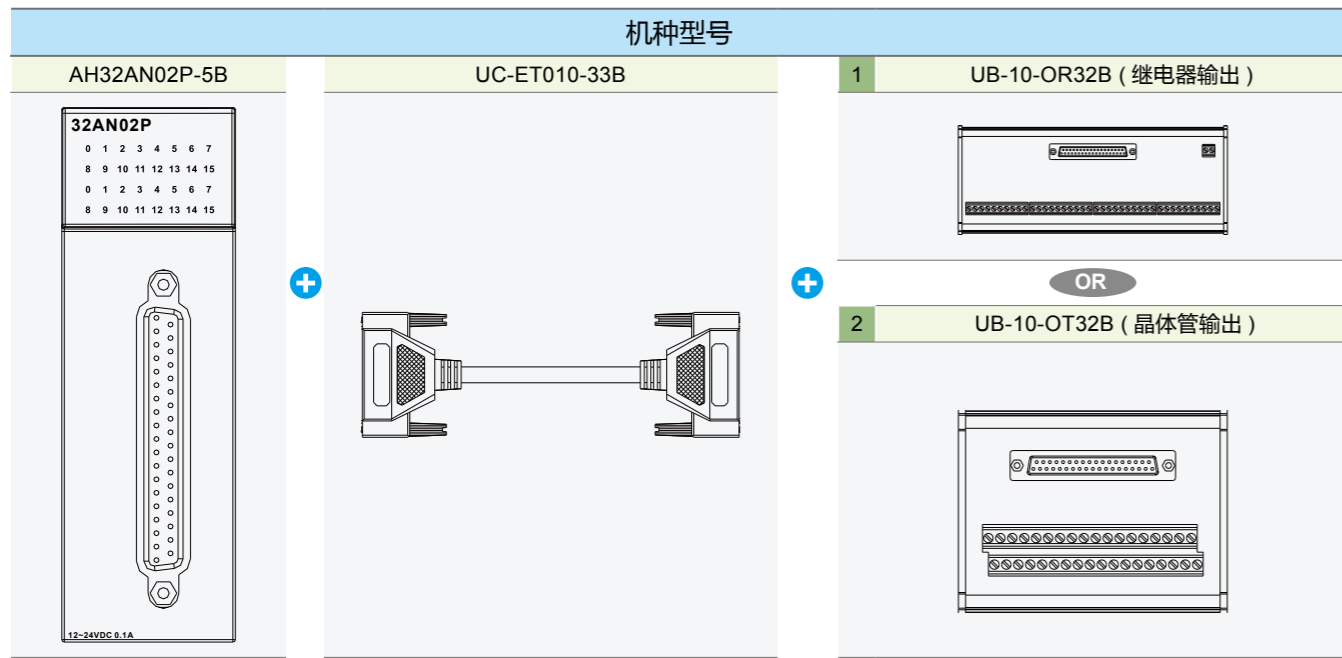 机种型号
AH32AN02P-5B
UC-ET010-33B
1 UB-10-OR32B ( 继电器输出 )
32AN02P
0 1 2 3 4 5 6 7
8 9 10 11 12 13 14 15
0 1 2 3 4 5 6 7
8 9 10 11 12 13 14 15
12~24VDC 0.1A
OR
2 UB-10-OT32B ( 晶体管输出 )